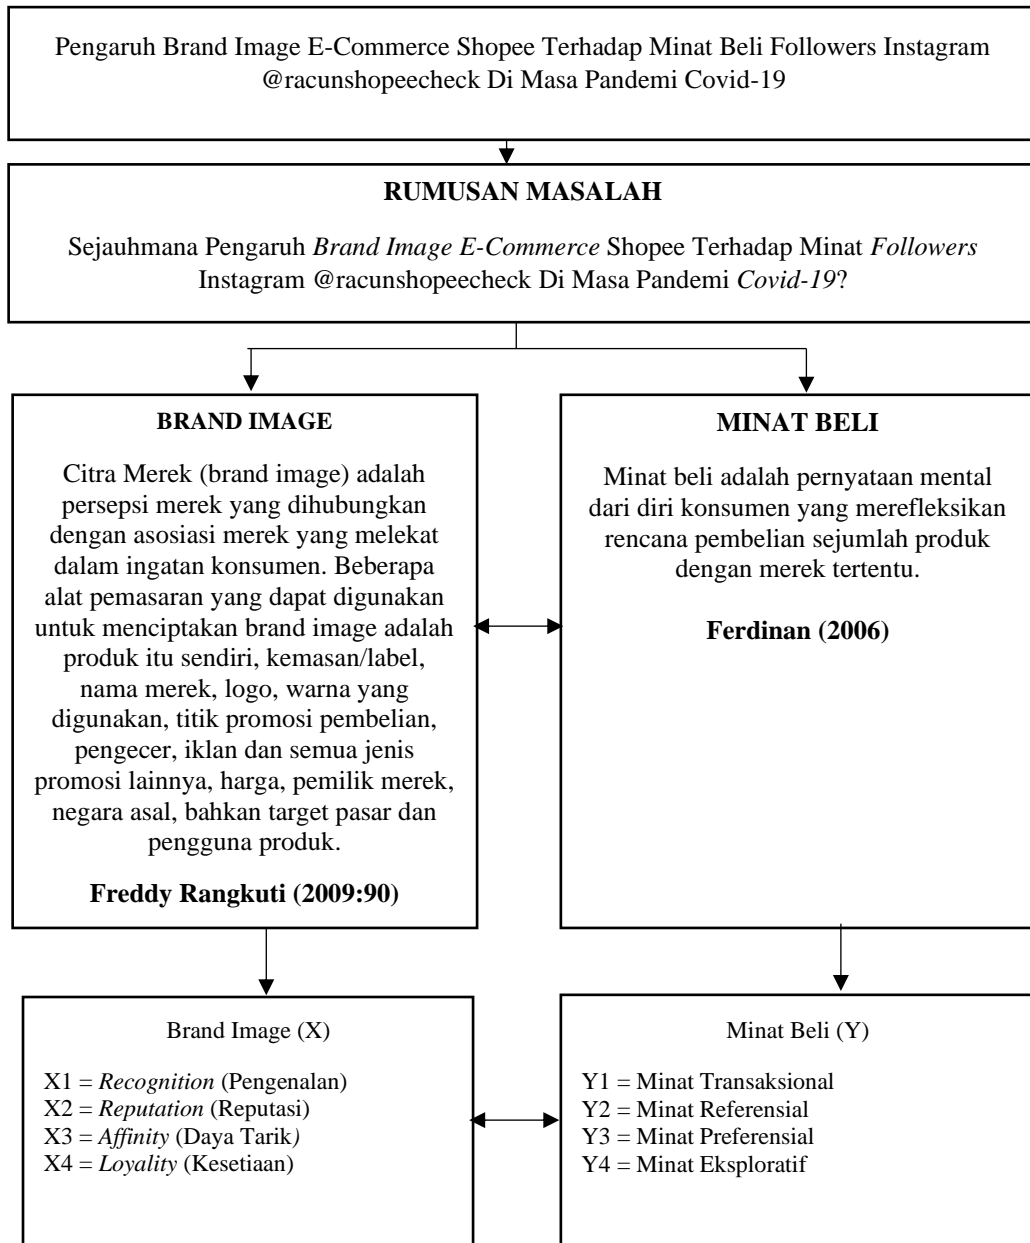 Pengaruh Brand Image E-Commerce Shopee Terhadap Minat Beli Followers Instagram
@racunshopeecheck Di Masa Pandemi Covid-19
RUMUSAN MASALAH
Sejauhmana Pengaruh Brand Image E-Commerce Shopee Terhadap Minat Followers
Instagram @racunshopeecheck Di Masa Pandemi Covid-19?
BRAND IMAGE
Citra Merek (brand image) adalah
persepsi merek yang dihubungkan
dengan asosiasi merek yang melekat
dalam ingatan konsumen. Beberapa
alat pemasaran yang dapat digunakan
untuk menciptakan brand image adalah
produk itu sendiri, kemasan/label,
nama merek, logo, warna yang
digunakan, titik promosi pembelian,
pengecer, iklan dan semua jenis
promosi lainnya, harga, pemilik merek,
negara asal, bahkan target pasar dan
pengguna produk.
Freddy Rangkuti (2009:90)
MINAT BELI
Minat beli adalah pernyataan mental
dari diri konsumen yang merefleksikan
rencana pembelian sejumlah produk
dengan merek tertentu.
Ferdinan (2006)
Brand Image (X)
X1 = Recognition (Pengenalan)
X2 = Reputation (Reputasi)
X3 = Affinity (Daya Tarik)
X4 = Loyality (Kesetiaan)
Minat Beli (Y)
Y1 = Minat Transaksional
Y2 = Minat Referensial
Y3 = Minat Preferensial
Y4 = Minat Eksploratif